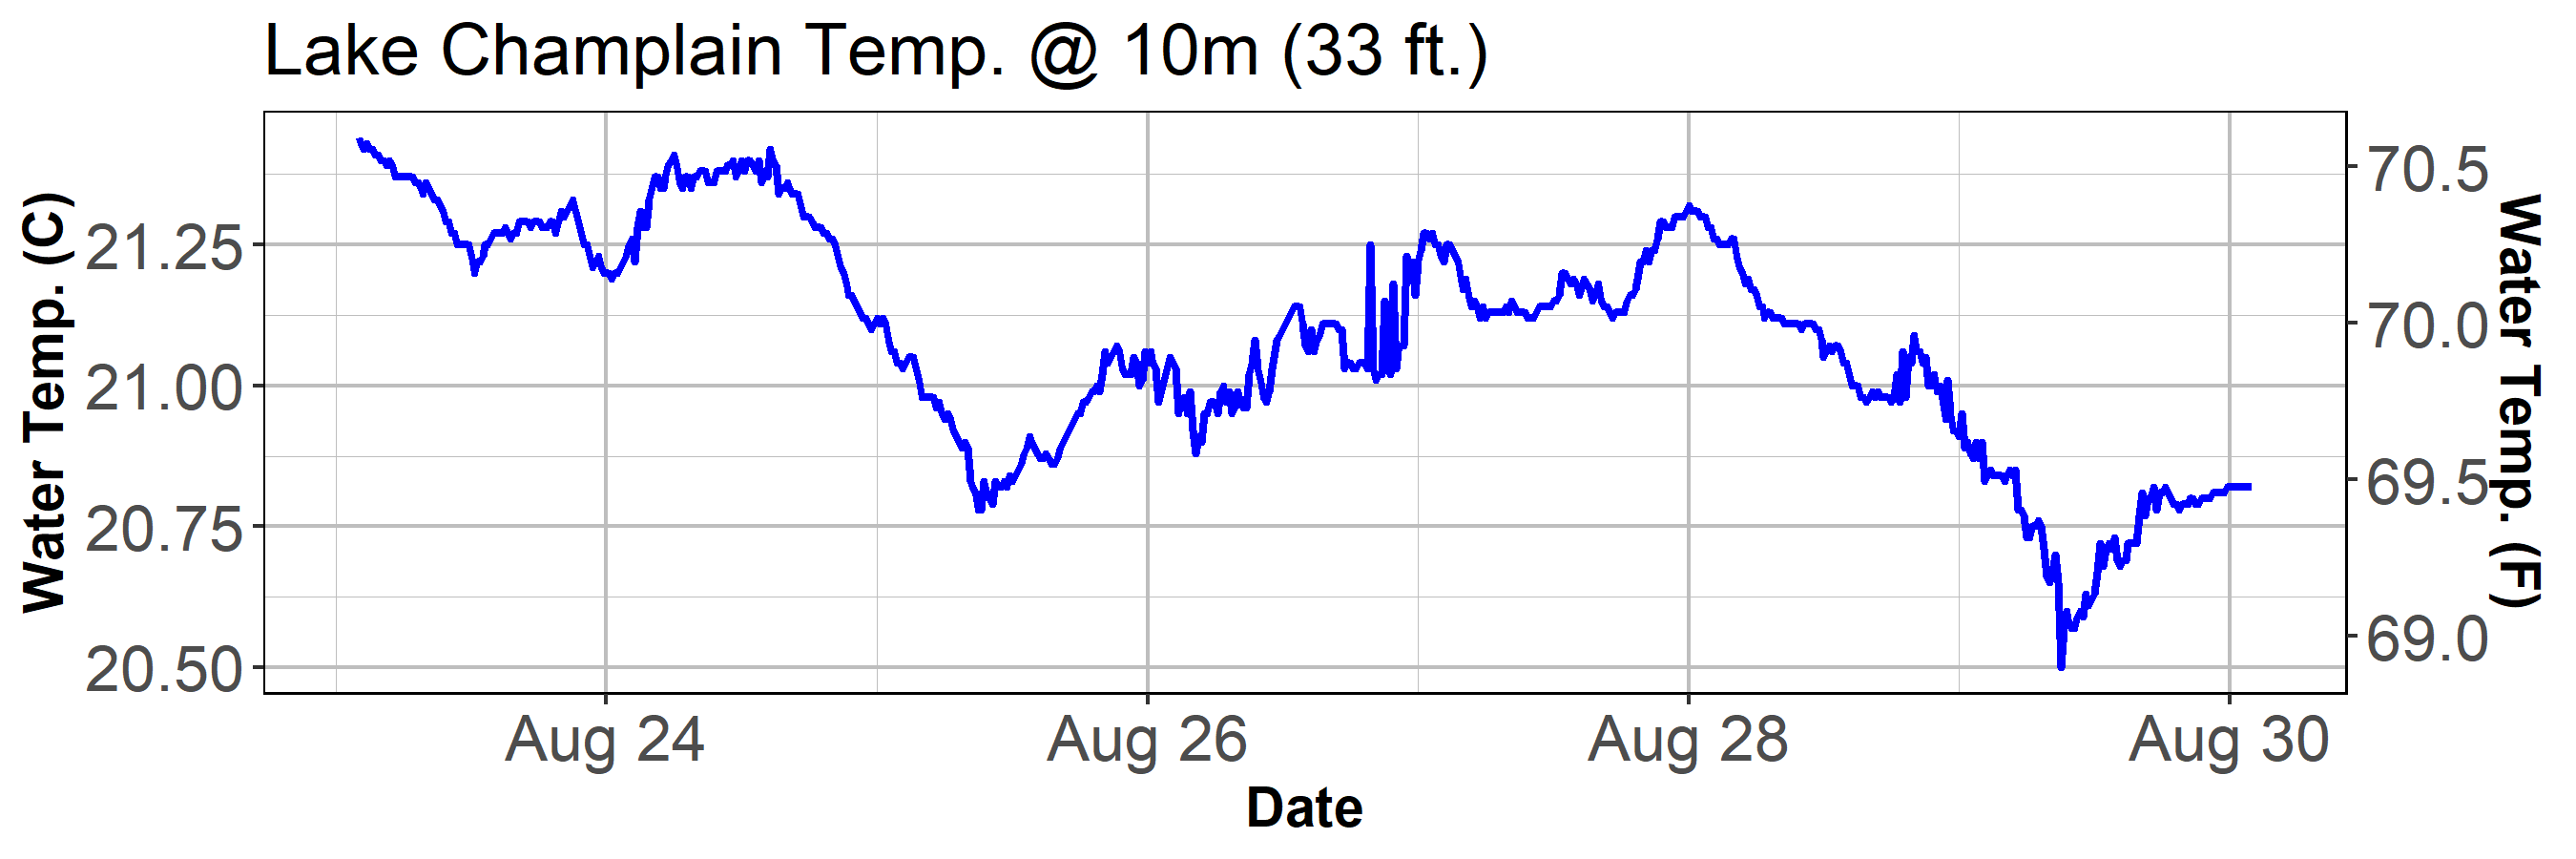 Lake Champlain Temp. @ 10m (33 ft.)
Water Temp. (C)
21.25
21.00
20.75
20.50
70.5
70.0
69.5
69.0
Water Temp. (F)
Aug 24 Aug 26 Aug 28 Aug 30
Date